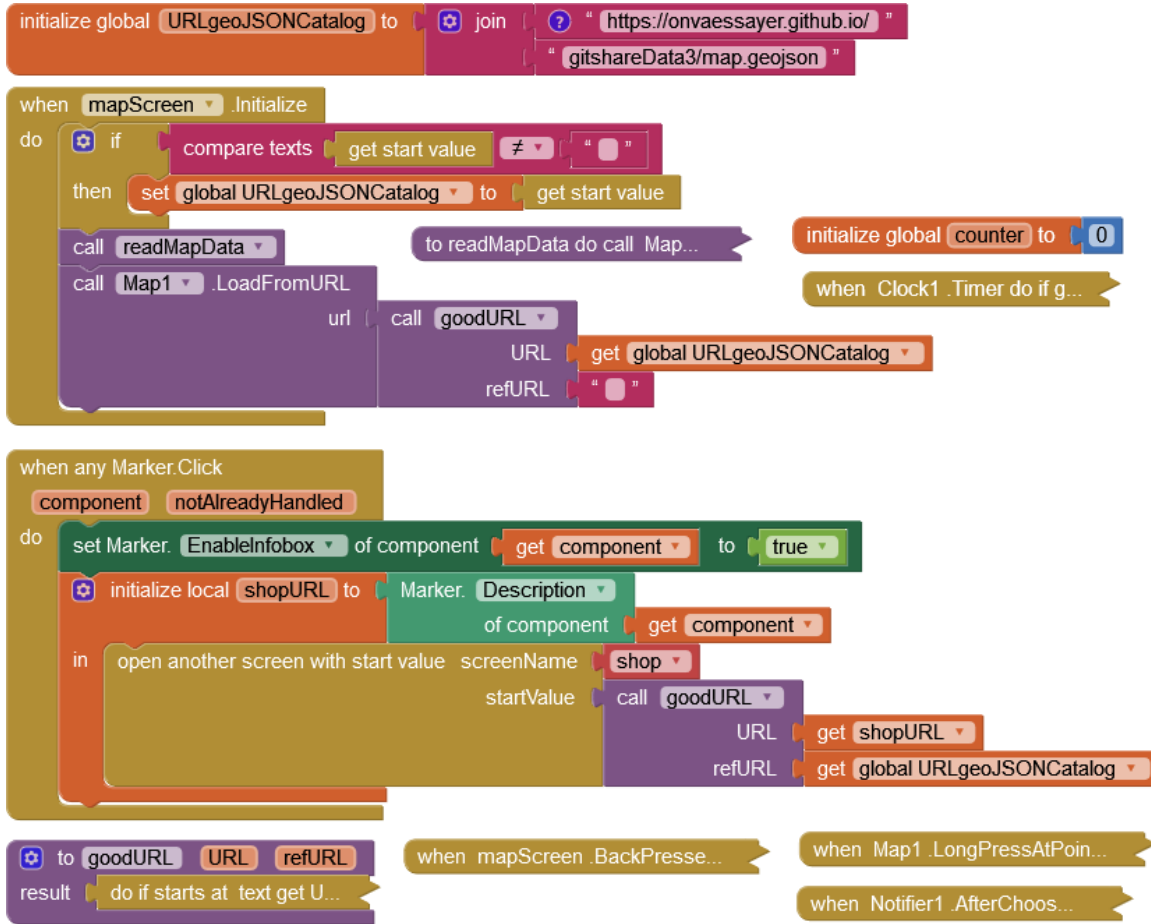 initialize global URLgeoJSONCatalog to join " https://onvaessayer.github.io/ "
" gitshareData3/map.geojson "
when mapScreen .Initialize
do if compare texts get start value ≠ " "
then set global URLgeoJSONCatalog to get start value
call readMapData
to readMapData do call Map...
initialize global counter to 0
call Map1 .LoadFromURL
when Clock1 .Timer do if g...
url call goodURL
URL get global URLgeoJSONCatalog
refURL " "
when any Marker.Click
component notAlreadyHandled
do set Marker. EnableInfobox of component get component to true
initialize local shopURL to Marker. Description
of component get component
in open another screen with start value screenName shop
startValue call goodURL
URL get shopURL
refURL get global URLgeoJSONCatalog
to goodURL URL refURL
result do if starts at text get U...
when mapScreen .BackPresse...
when Map1 .LongPressAtPoin...
when Notifier1 .AfterChoos...